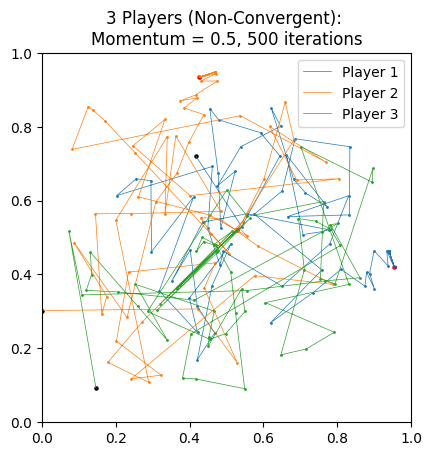 3 Players (Non-Convergent):
Momentum = 0.5, 500 iterations
Player 1
Player 2
Player 3
1.0
0.8
0.6
0.4
0.2
0.0
0.0 0.2 0.4 0.6 0.8 1.0